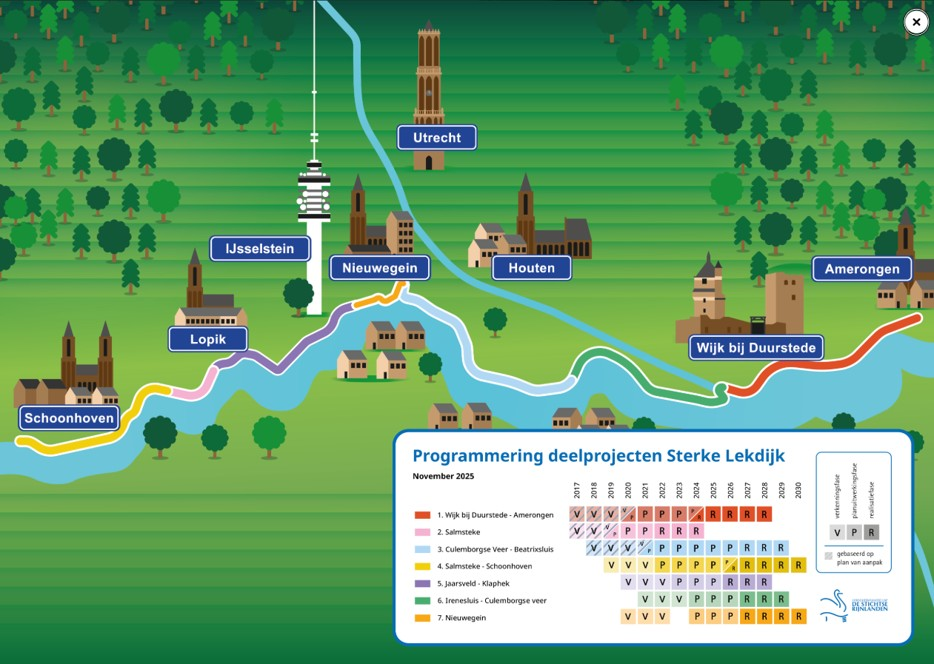 Utrecht
IJsselstein
Nieuwegein
Houten
Amerongen
Lopik
Wijk bij Duurstede
Schoonhoven
Programmering deelprojecten Sterke Lekdijk
November 2025
2017 2018 2019 2020 2021 2022 2023 2024 2025 2026 2027 2028 2029 2030
1. Wijk bij Duurstede - Amerongen V V V V/P P P P P/R R R R R
2. Salmsteke V V V/P P P R R R
3. Culemborgse Veer - Beatrixsluis V V V V/P P P P P P R R R
4. Salmsteke - Schoonhoven V V V P P P P P/R R R R R
5. Jaarsveld - Klaphek V V V P P P R R R
6. Irenesluis - Culemborgse veer V V V P P P R R R
7. Nieuwegein V V V P P P R R R R
verkenningsfase
planuitwerkingsfase
realisatiefase
V P R
gebaseerd op
plan van aanpak
DE STICHTSE
RIJNLANDEN